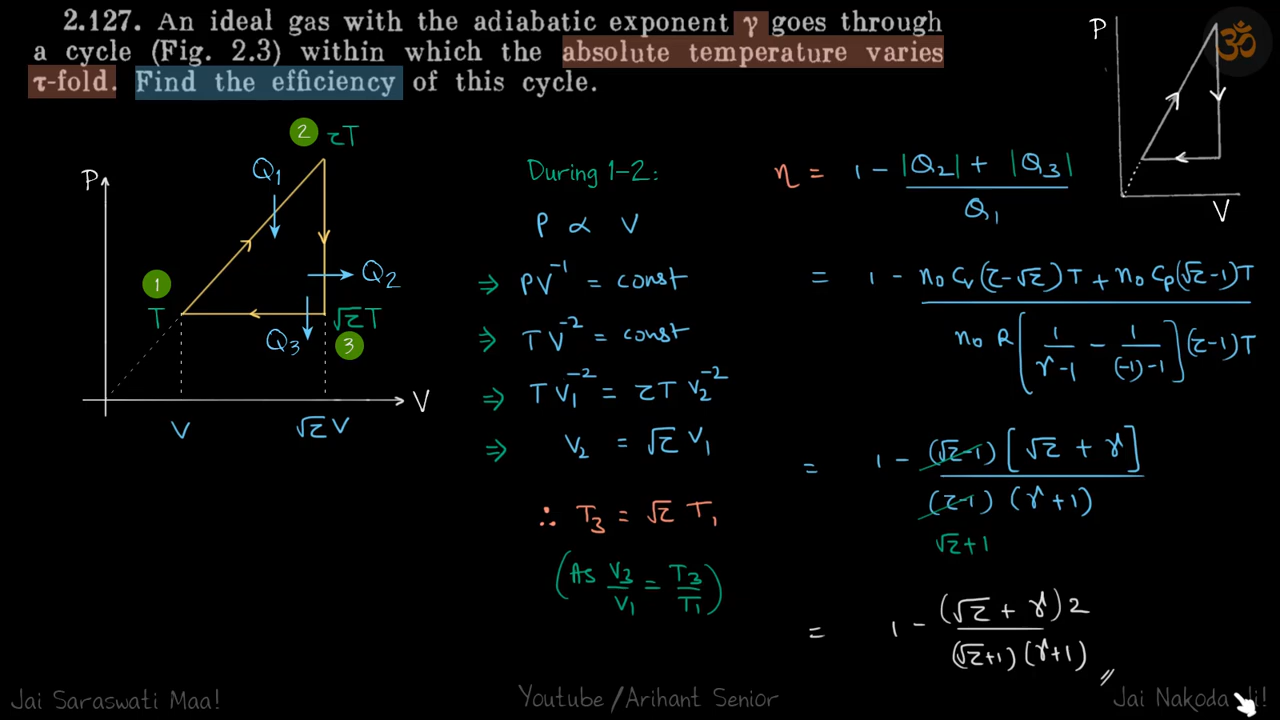 2.127. An ideal gas with the adiabatic exponent γ goes through
a cycle (Fig. 2.3) within which the absolute temperature varies
τ-fold. Find the efficiency of this cycle.
P
ॐ
V
P
V
1
T
2
τT
Q₁
Q₂
Q₃
√τT
3
V
√τ V
During 1-2:
P ∝ V
⇒ PV⁻¹ = const
⇒ TV⁻² = const
⇒ TV₁⁻² = τT V₂⁻²
⇒ V₂ = √τ V₁
∴ T₃ = √τ T₁
(As V₃/V₁ = T₃/T₁)
η = 1 - (|Q₂| + |Q₃|)/Q₁
= 1 - (n₀ Cv(τ-√τ)T + n₀ Cp(√τ-1)T)/(n₀ R[1/(γ-1) - 1/((-1)-1)](τ-1)T)
= 1 - (√τ-1)[√τ + γ]/((τ-1)(γ+1))
√τ+1
= 1 - (√τ + γ)2/((√τ+1)(γ+1)) //
Jai Saraswati Maa!
Youtube /Arihant Senior
Jai Nakoda Ji!